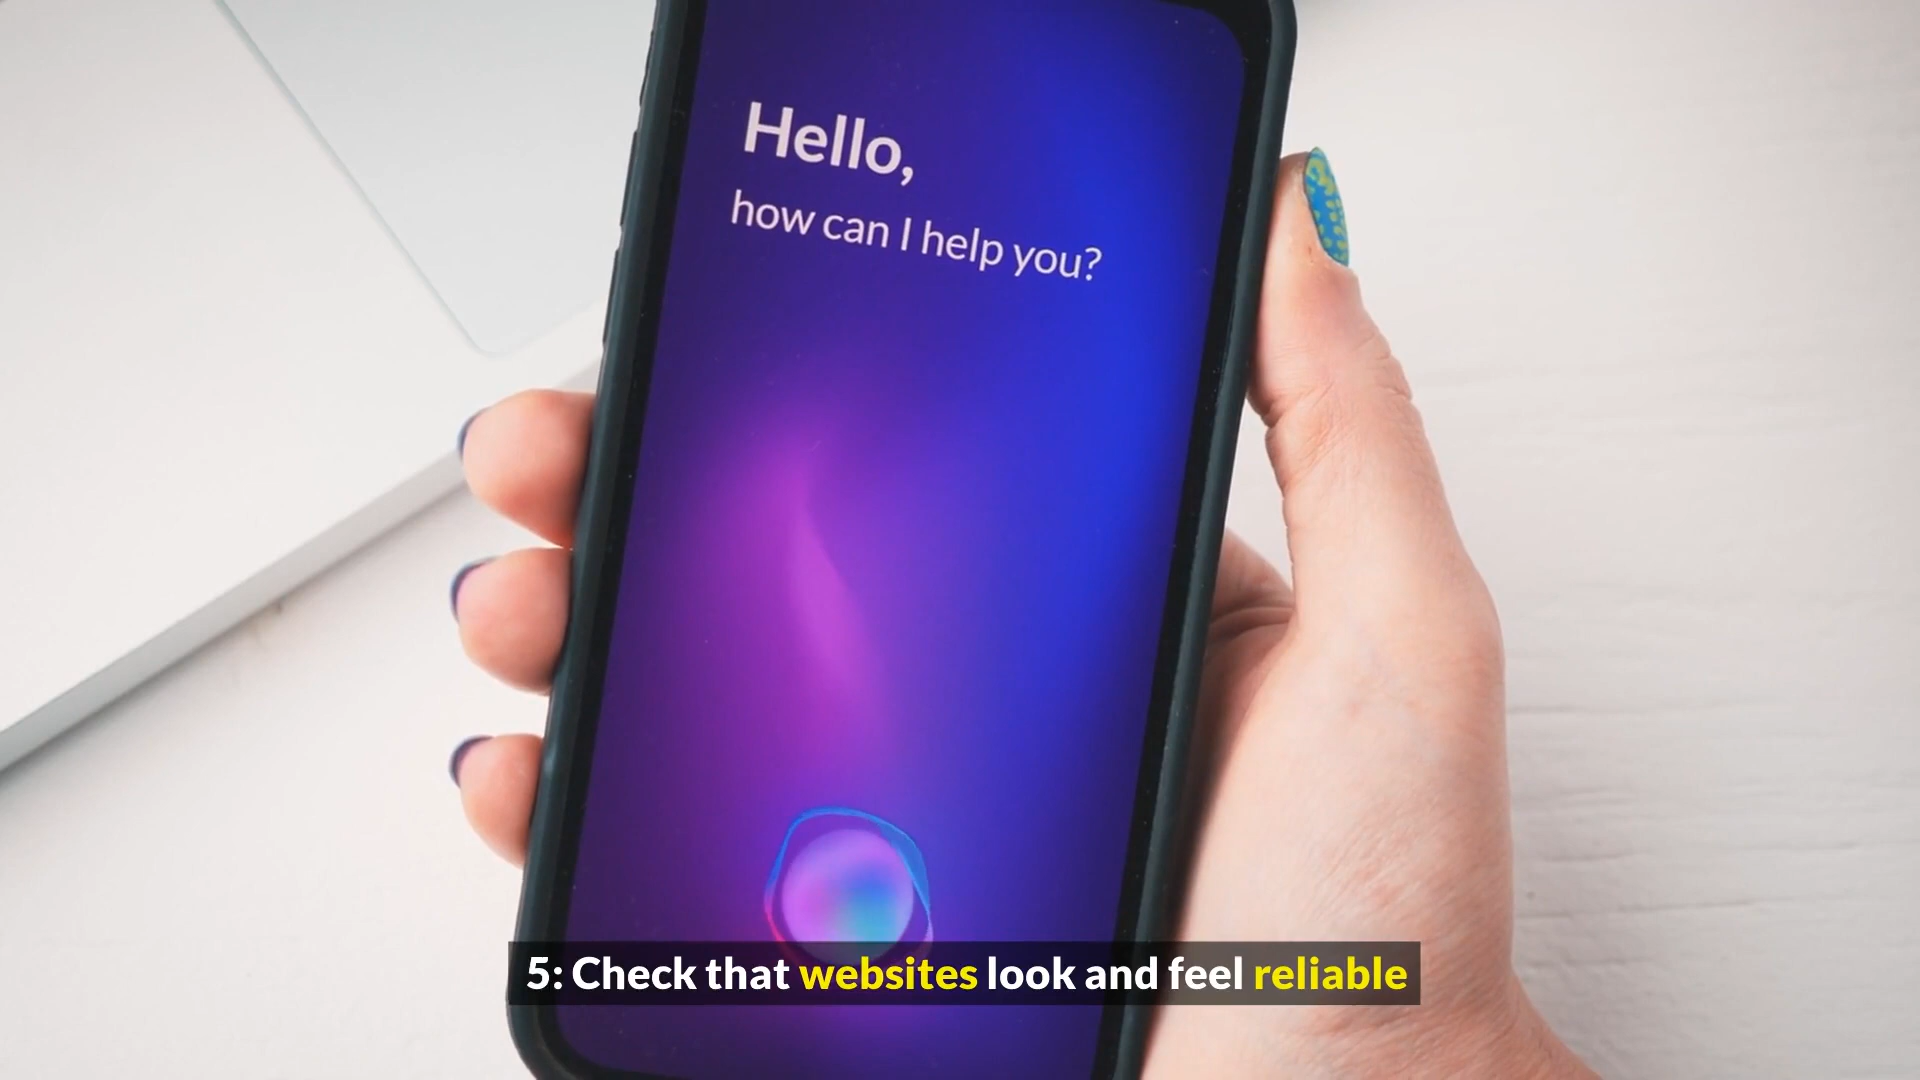 Hello,
how can I help you?
5: Check that websites look and feel reliable